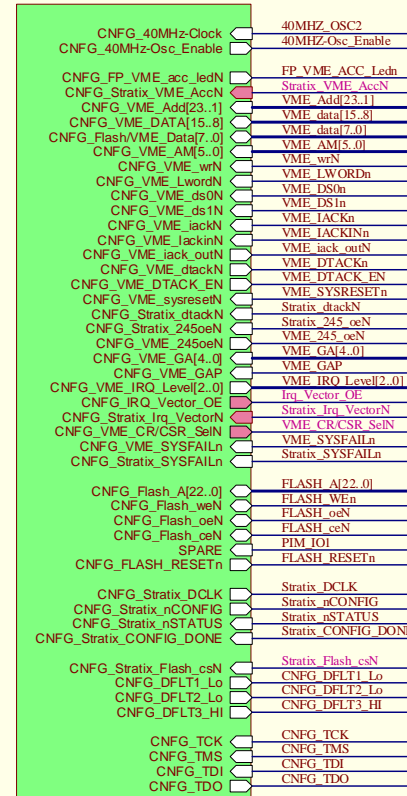 CNFG_40MHz-Clock 40MHZ_OSC2
CNFG_40MHz-Osc_Enable 40MHZ-Osc_Enable
CNFG_FP_VME_acc_ledN FP_VME_ACC_Ledn
CNFG_Stratix_VME_AccN Stratix_VME_AccN
CNFG_VME_Add[23..1] VME_Add[23..1]
CNFG_VME_DATA[15..8] VME_data[15..8]
CNFG_Flash/VME_Data[7..0] VME_data[7..0]
CNFG_VME_AM[5..0] VME_AM[5..0]
CNFG_VME_wrN VME_wrN
CNFG_VME_LwordN VME_LWORDn
CNFG_VME_ds0N VME_DS0n
CNFG_VME_ds1N VME_DS1n
CNFG_VME_iackN VME_IACKn
CNFG_VME_IackinN VME_IACKINn
CNFG_VME_iack_outN VME_iack_outN
CNFG_VME_dtackN VME_DTACKn
CNFG_VME_DTACK_EN VME_DTACK_EN
CNFG_VME_sysresetN VME_SYSRESETn
CNFG_Stratix_dtackN Stratix_dtackN
CNFG_Stratix_245oeN Stratix_245_oeN
CNFG_VME_245oeN VME_245_oeN
CNFG_VME_GA[4..0] VME_GA[4..0]
CNFG_VME_GAP VME_GAP
CNFG_VME_IRQ_Level[2..0] VME_IRQ_Level[2..0]
CNFG_IRQ_Vector_OE Irq_Vector_OE
CNFG_Stratix_Irq_VectorN Stratix_Irq_VectorN
CNFG_VME_CR/CSR_SelN VME_CR/CSR_SelN
CNFG_VME_SYSFAILn VME_SYSFAILn
CNFG_Stratix_SYSFAILn Stratix_SYSFAILn
CNFG_Flash_A[22..0] FLASH_A[22..0]
CNFG_Flash_weN FLASH_WEn
CNFG_Flash_oeN FLASH_oeN
CNFG_Flash_ceN FLASH_ceN
SPARE PIM_IO1
CNFG_FLASH_RESETn FLASH_RESETn
CNFG_Stratix_DCLK Stratix_DCLK
CNFG_Stratix_nCONFIG Stratix_nCONFIG
CNFG_Stratix_nSTATUS Stratix_nSTATUS
CNFG_Stratix_CONFIG_DONE Stratix_CONFIG_DONE
CNFG_Stratix_Flash_csN Stratix_Flash_csN
CNFG_DFLT1_Lo CNFG_DFLT1_Lo
CNFG_DFLT2_Lo CNFG_DFLT2_Lo
CNFG_DFLT3_HI CNFG_DFLT3_HI
CNFG_TCK CNFG_TCK
CNFG_TMS CNFG_TMS
CNFG_TDI CNFG_TDI
CNFG_TDO CNFG_TDO